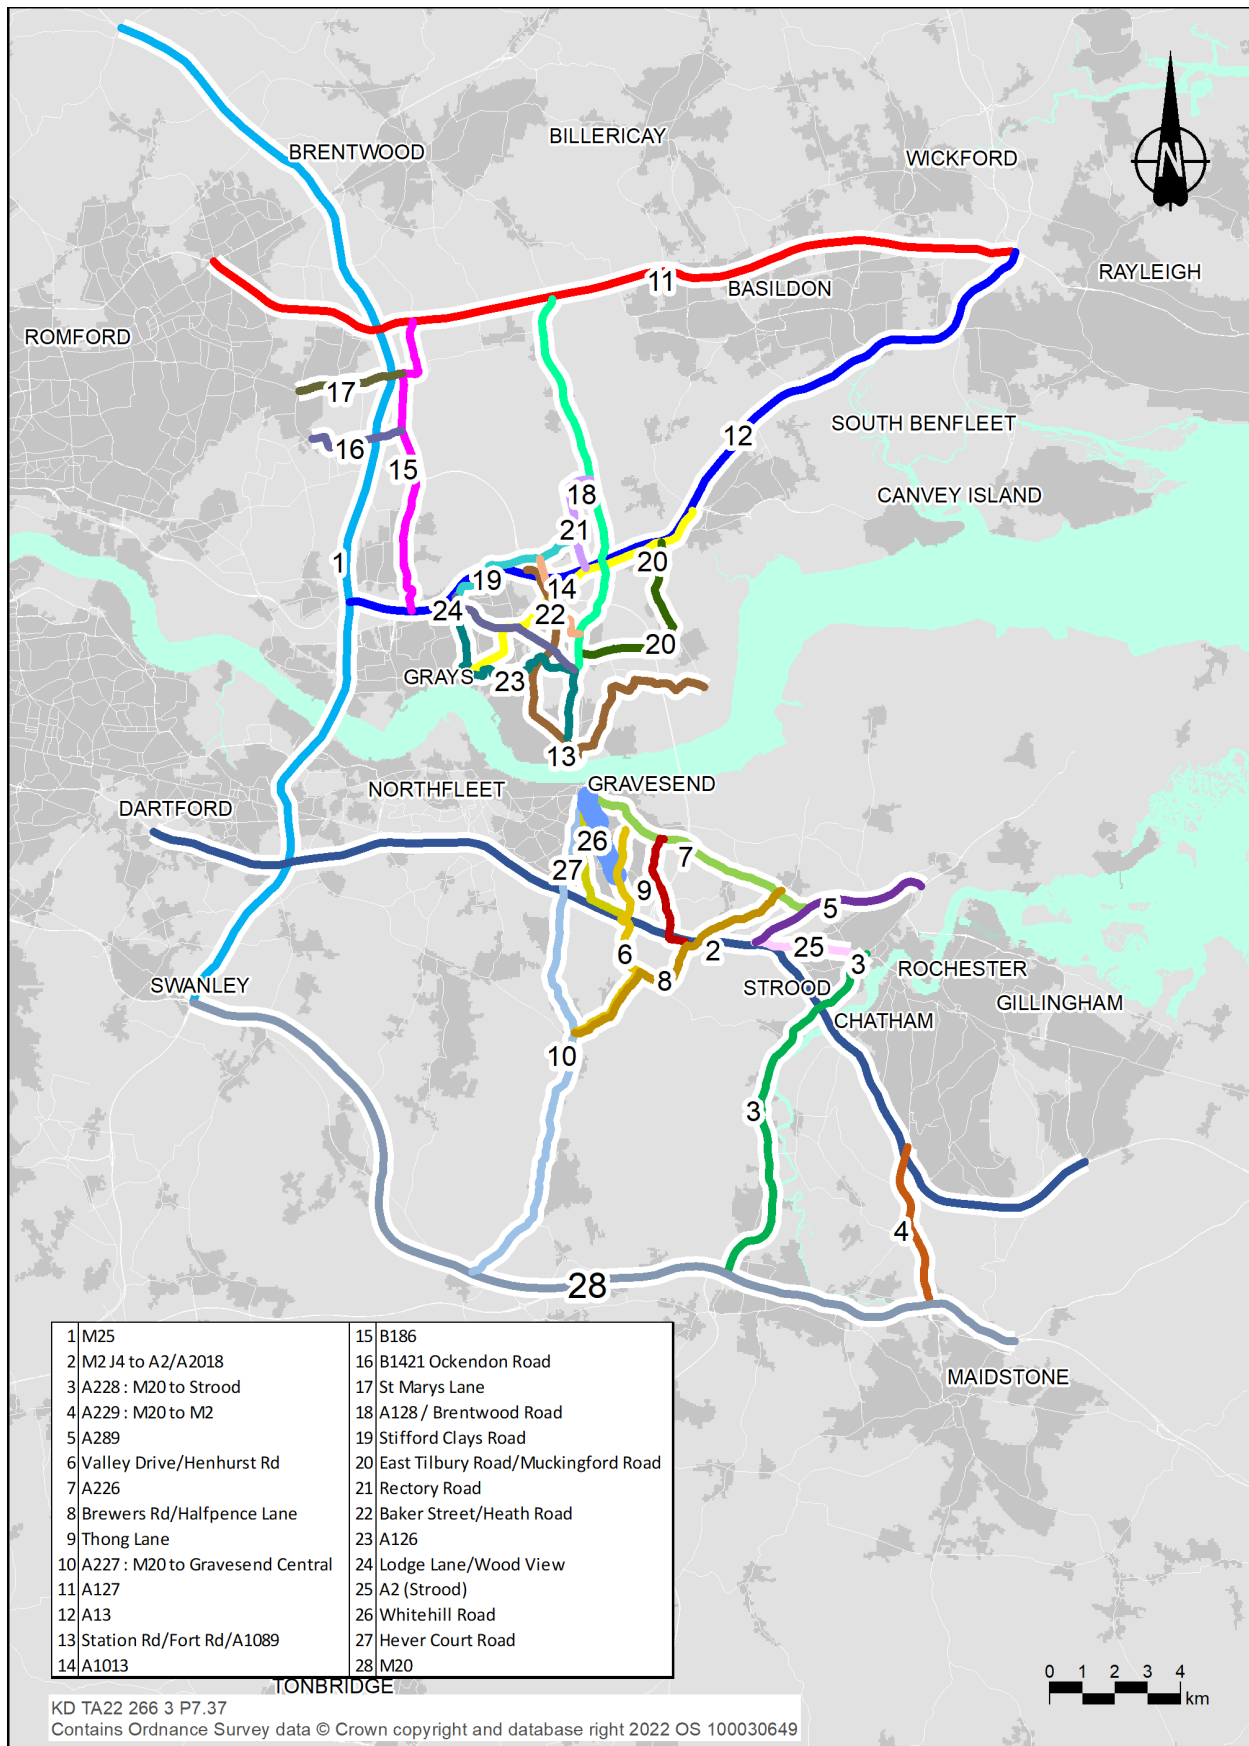 BILLERICAY
BRENTWOOD
WICKFORD
N
RAYLEIGH
11
BASILDON
ROMFORD
17
SOUTH BENFLEET
12
16
15
18
CANVEY ISLAND
21
1
20
19
14
24
22
20
GRAYS
23
13
GRAVESEND
NORTHFLEET
DARTFORD
26
7
27
9
5
2
25
6
3
ROCHESTER
8
SWANLEY
STROOD
GILLINGHAM
CHATHAM
10
3
4
28
MAIDSTONE
1 M25 15 B186
2 M2 J4 to A2/A2018 16 B1421 Ockendon Road
3 A228 : M20 to Strood 17 St Marys Lane
4 A229 : M20 to M2 18 A128 / Brentwood Road
5 A289 19 Stifford Clays Road
6 Valley Drive/Henhurst Rd 20 East Tilbury Road/Muckingford Road
7 A226 21 Rectory Road
8 Brewers Rd/Halfpence Lane 22 Baker Street/Heath Road
9 Thong Lane 23 A126
10 A227 : M20 to Gravesend Central 24 Lodge Lane/Wood View
11 A127 25 A2 (Strood)
12 A13 26 Whitehill Road
13 Station Rd/Fort Rd/A1089 27 Hever Court Road
14 A1013 28 M20
TONBRIDGE
0 1 2 3 4
km
KD TA22 266 3 P7.37
Contains Ordnance Survey data © Crown copyright and database right 2022 OS 100030649